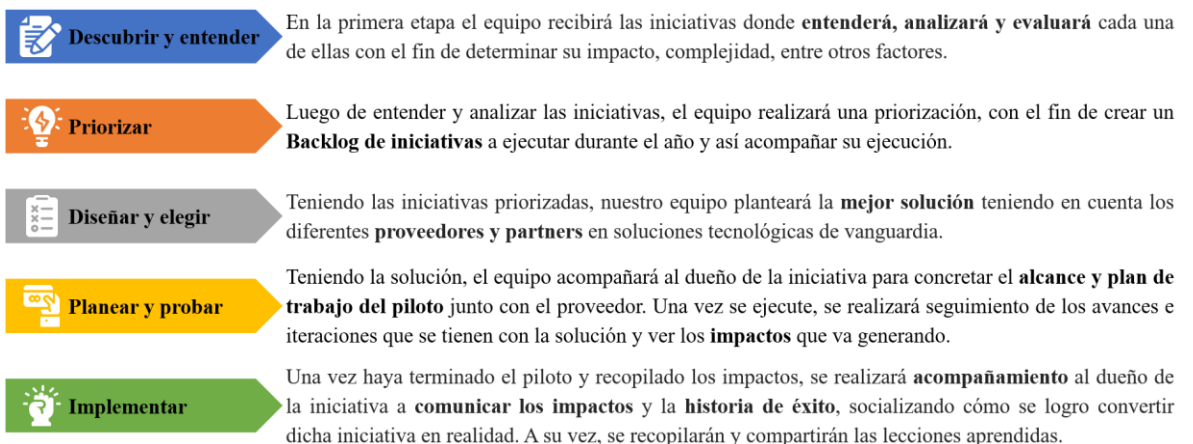 Descubrir y entender
En la primera etapa el equipo recibirá las iniciativas donde entenderá, analizará y evaluará cada una
de ellas con el fin de determinar su impacto, complejidad, entre otros factores.
Priorizar
Luego de entender y analizar las iniciativas, el equipo realizará una priorización, con el fin de crear un
Backlog de iniciativas a ejecutar durante el año y así acompañar su ejecución.
Diseñar y elegir
Teniendo las iniciativas priorizadas, nuestro equipo planteará la mejor solución teniendo en cuenta los
diferentes proveedores y partners en soluciones tecnológicas de vanguardia.
Planear y probar
Teniendo la solución, el equipo acompañará al dueño de la iniciativa para concretar el alcance y plan de
trabajo del piloto junto con el proveedor. Una vez se ejecute, se realizará seguimiento de los avances e
iteraciones que se tienen con la solución y ver los impactos que va generando.
Implementar
Una vez haya terminado el piloto y recopilado los impactos, se realizará acompañamiento al dueño de
la iniciativa a comunicar los impactos y la historia de éxito, socializando cómo se logro convertir
dicha iniciativa en realidad. A su vez, se recopilarán y compartirán las lecciones aprendidas.